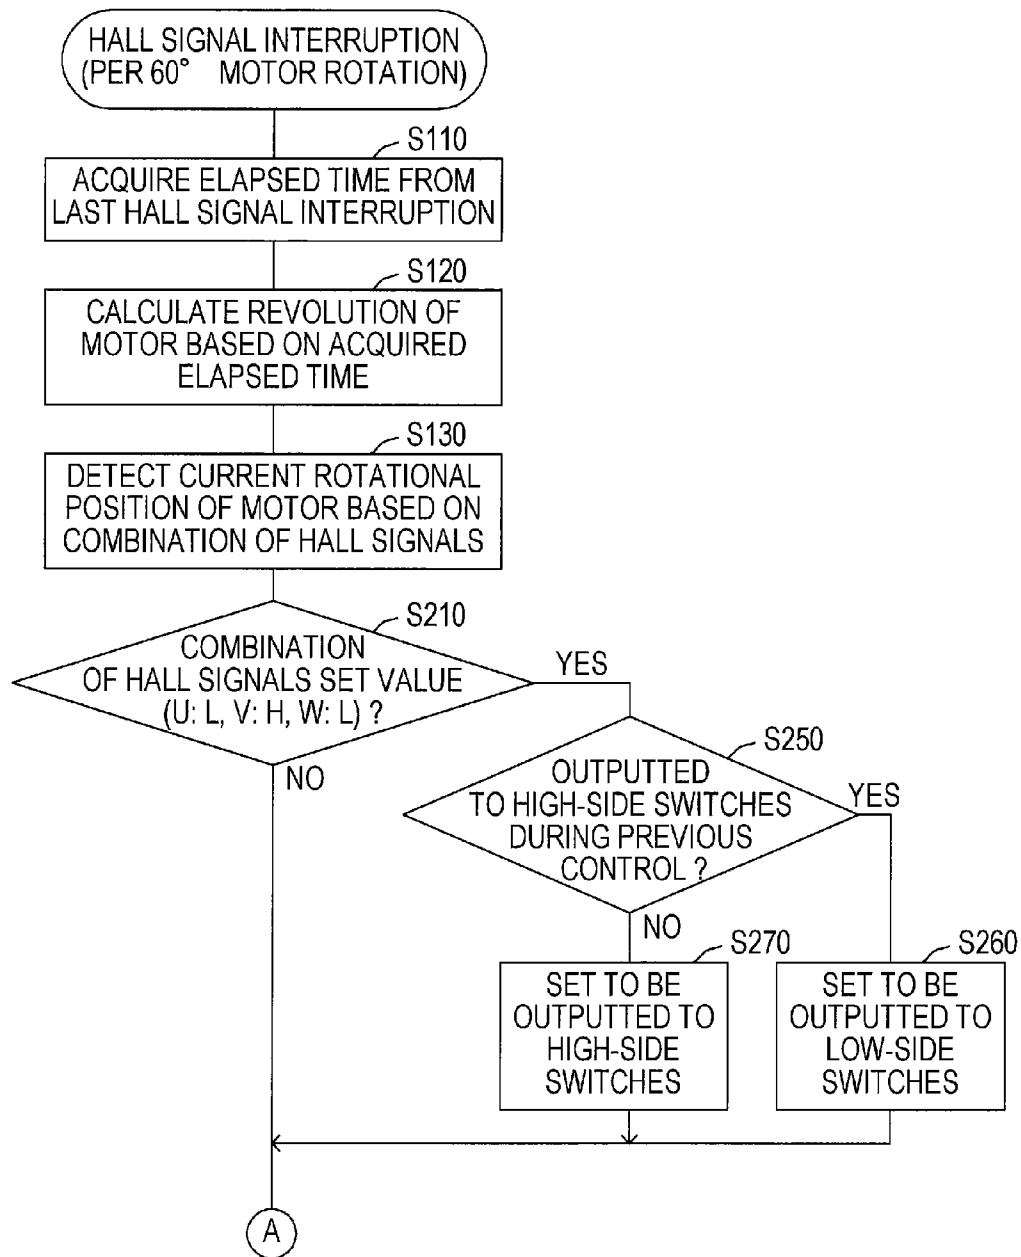 HALL SIGNAL INTERRUPTION
(PER 60° MOTOR ROTATION)
S110
ACQUIRE ELAPSED TIME FROM
LAST HALL SIGNAL INTERRUPTION
S120
CALCULATE REVOLUTION OF
MOTOR BASED ON ACQUIRED
ELAPSED TIME
S130
DETECT CURRENT ROTATIONAL
POSITION OF MOTOR BASED ON
COMBINATION OF HALL SIGNALS
S210
COMBINATION
OF HALL SIGNALS SET VALUE
(U: L, V: H, W: L) ?
YES
NO
S250
OUTPUTTED
TO HIGH-SIDE SWITCHES
DURING PREVIOUS
CONTROL ?
YES
NO
S270
SET TO BE
OUTPUTTED TO
HIGH-SIDE
SWITCHES
S260
SET TO BE
OUTPUTTED TO
LOW-SIDE
SWITCHES
A